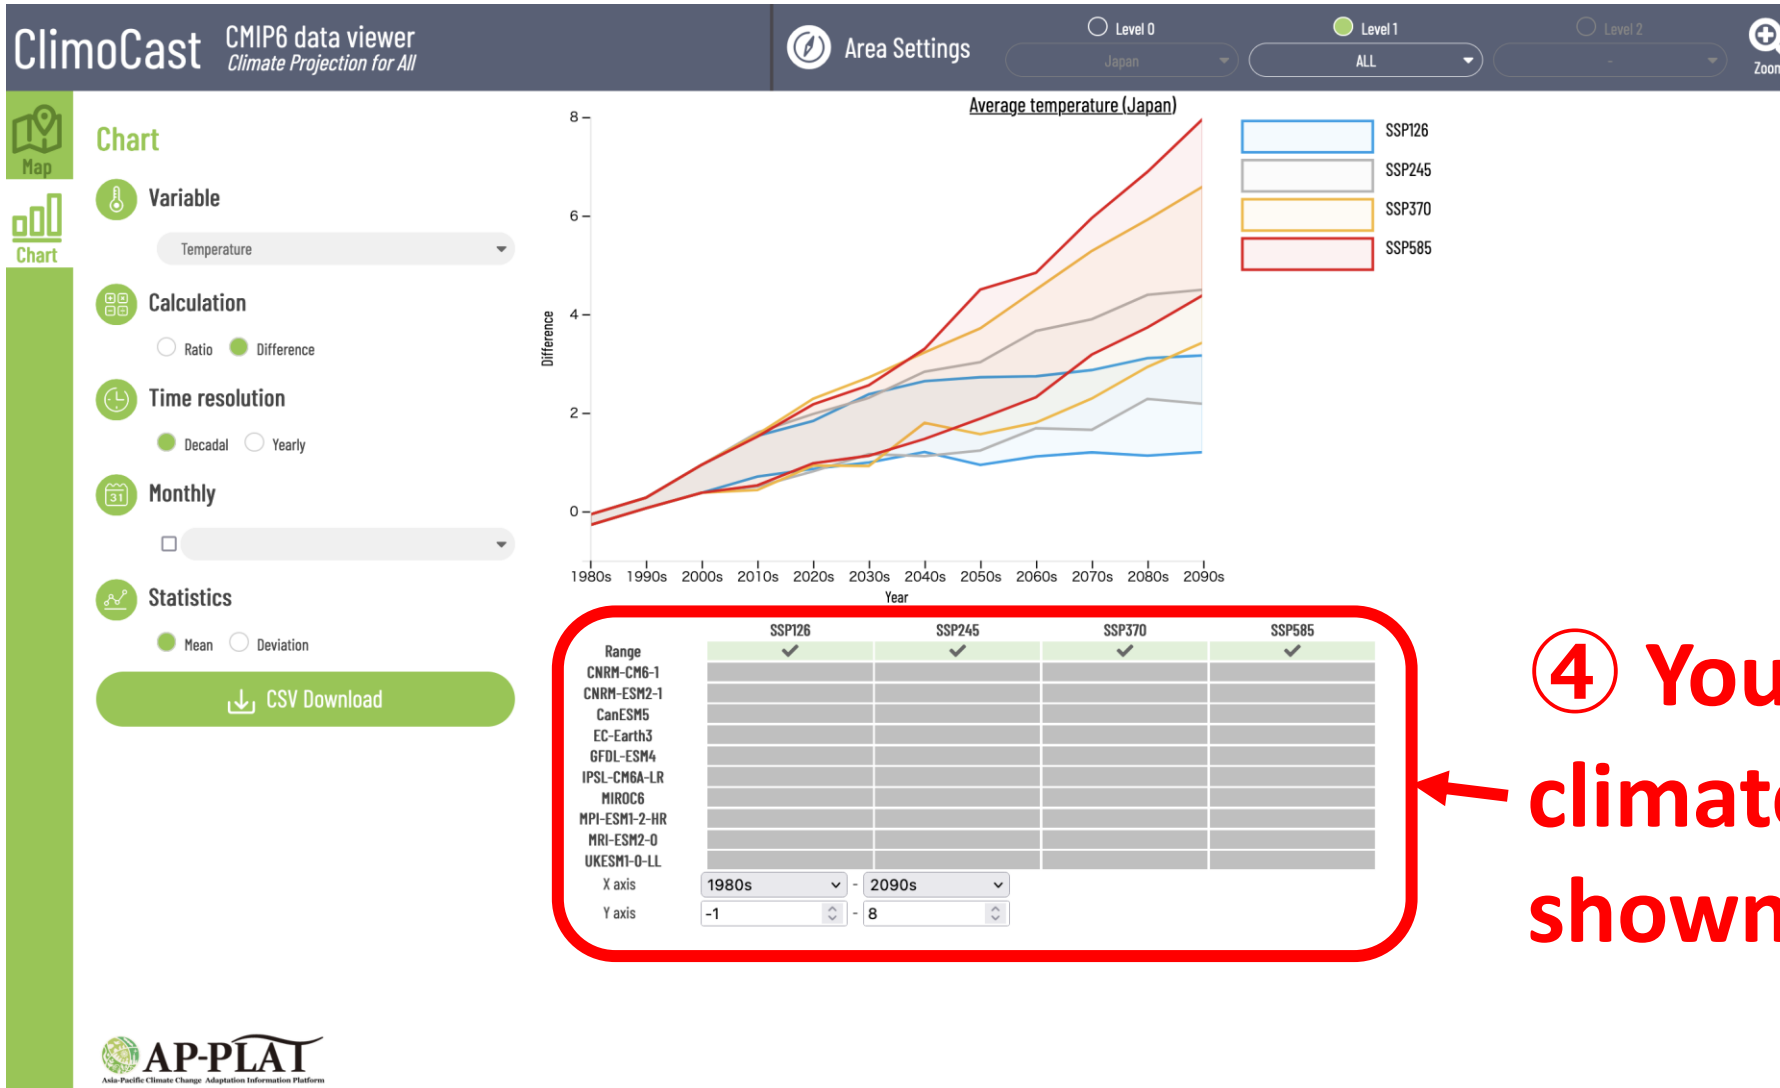 ClimoCast
CMIP6 data viewer
Climate Projection for All
Area Settings
Level 0
Japan
Level 1
ALL
Level 2
-
Zoom
Map
Chart
Chart
Variable
Temperature
Calculation
Ratio Difference
Time resolution
Decadal Yearly
Monthly
31
Statistics
Mean Deviation
CSV Download
Average temperature (Japan)
Difference
8
6
4
2
0
1980s 1990s 2000s 2010s 2020s 2030s 2040s 2050s 2060s 2070s 2080s 2090s
Year
SSP126
SSP245
SSP370
SSP585
SSP126 SSP245 SSP370 SSP585
Range
CNRM-CM6-1
CNRM-ESM2-1
CanESM5
EC-Earth3
GFDL-ESM4
IPSL-CM6A-LR
MIROC6
MPI-ESM1-2-HR
MRI-ESM2-0
UKESM1-0-LL
X axis 1980s - 2090s
Y axis -1 - 8
④ You
climate
shown
AP-PLAT
Asia-Pacific Climate Change Adaptation Information Platform